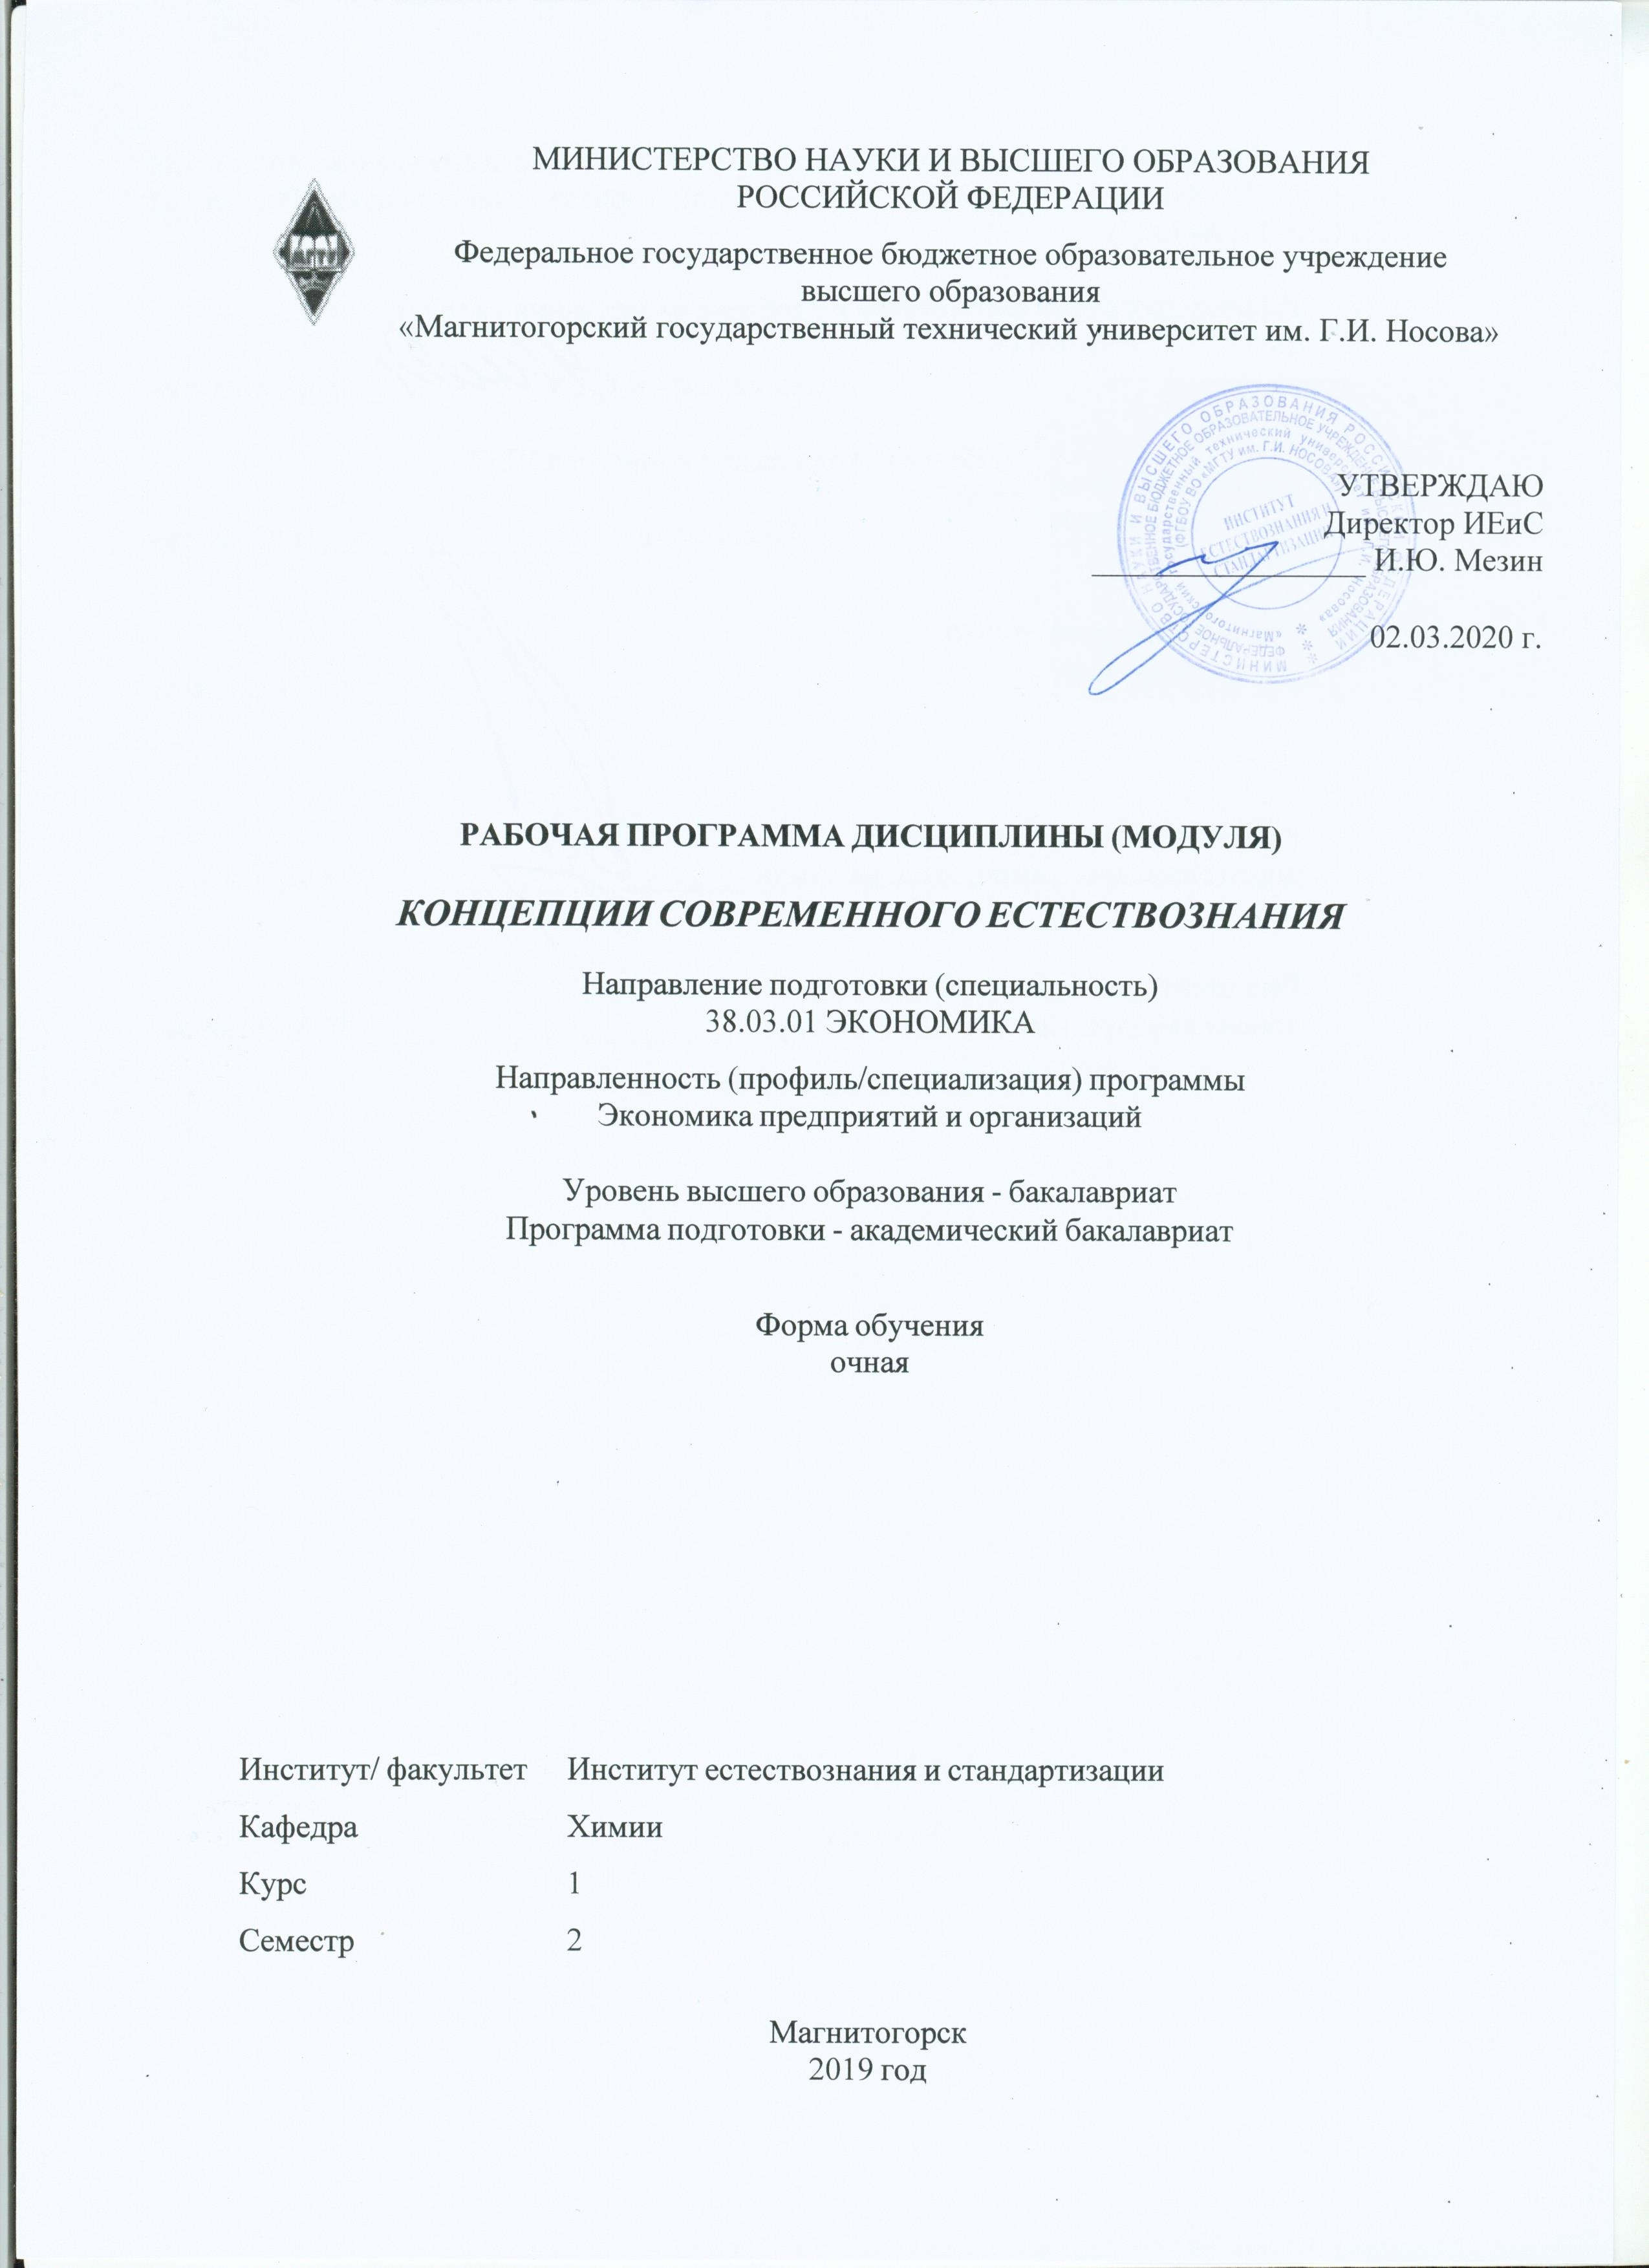 МИНИСТЕРСТВО НАУКИ И ВЫСШЕГО ОБРАЗОВАНИЯ
РОССИЙСКОЙ ФЕДЕРАЦИИ
Федеральное государственное бюджетное образовательное учреждение
высшего образования
«Магнитогорский государственный технический университет им. Г.И. Носова»
УТВЕРЖДАЮ
Директор ИЕиС
И.Ю. Мезин
02.03.2020 г.
ИНСТИТУТ
ЕСТЕСТВОЗНАНИЯ И
СТАНДАРТИЗАЦИИ
РАБОЧАЯ ПРОГРАММА ДИСЦИПЛИНЫ (МОДУЛЯ)
КОНЦЕПЦИИ СОВРЕМЕННОГО ЕСТЕСТВОЗНАНИЯ
Направление подготовки (специальность)
38.03.01 ЭКОНОМИКА
Направленность (профиль/специализация) программы
Экономика предприятий и организаций
Уровень высшего образования - бакалавриат
Программа подготовки - академический бакалавриат
Форма обучения
очная
Институт/ факультет Институт естествознания и стандартизации
Кафедра Химии
Курс 1
Семестр 2
Магнитогорск
2019 год